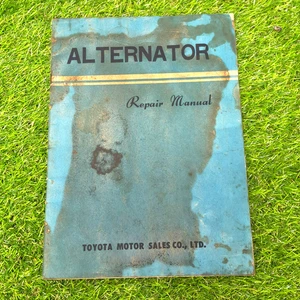 ALTERNATOR
Repair Manual
TOYOTA MOTOR SALES CO., LTD.